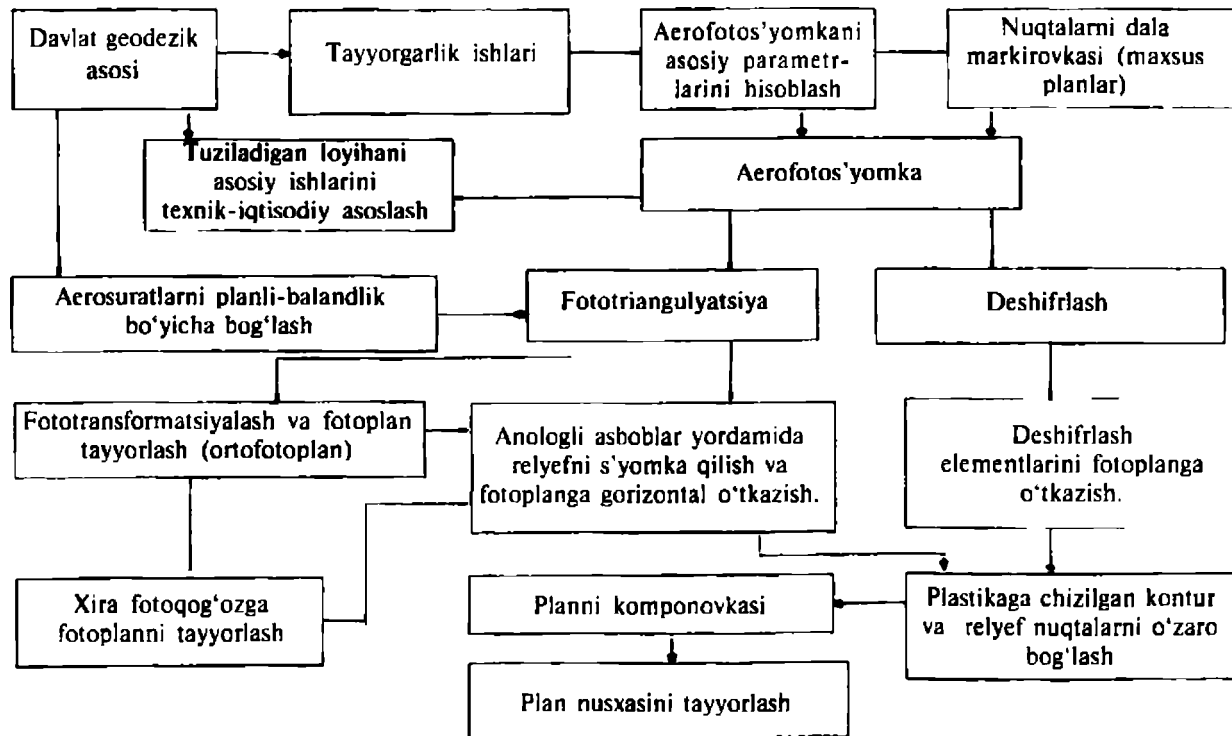 Davlat geodezik
asosi
Tayyorgarlik ishlari
Aerofotos'yomkani
asosiy parametr-
larini hisoblash
Nuqtalarni dala
markirovkasi (maxsus
planlar)
Tuziladigan loyihani
asosiy ishlarini
texnik-iqtisodiy asoslash
Aerofotos'yomka
Aerosuratlarni planli-balandlik
bo‘yicha bog‘lash
Fototriangulyatsiya
Deshifrlash
Fototransformatsiyalash va fotoplan
tayyorlash (ortofotoplan)
Anologli asboblar yordamida
relyefni s'yomka qilish va
fotoplanga gorizontal o‘tkazish.
Deshifrlash
elementlarini fotoplanga
o‘tkazish.
Xira fotoqog‘ozga
fotoplanni tayyorlash
Planni komponovkasi
Plastikaga chizilgan kontur
va relyef nuqtalarni o‘zaro
bog‘lash
Plan nusxasini tayyorlash